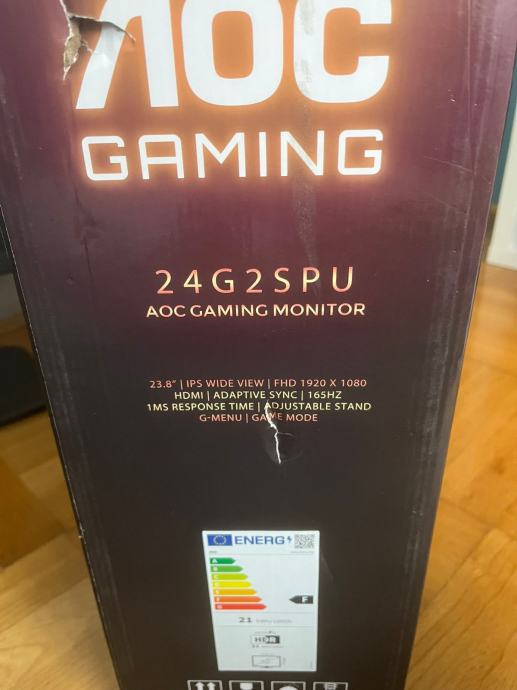 AOC
GAMING
24G2SPU
AOC GAMING MONITOR
23.8" | IPS WIDE VIEW | FHD 1920 X 1080
HDMI | ADAPTIVE SYNC | 165HZ
1MS RESPONSE TIME | ADJUSTABLE STAND
G-MENU | GAME MODE
ENERG
A
B
C
D
E
F
G
F
21
HDR